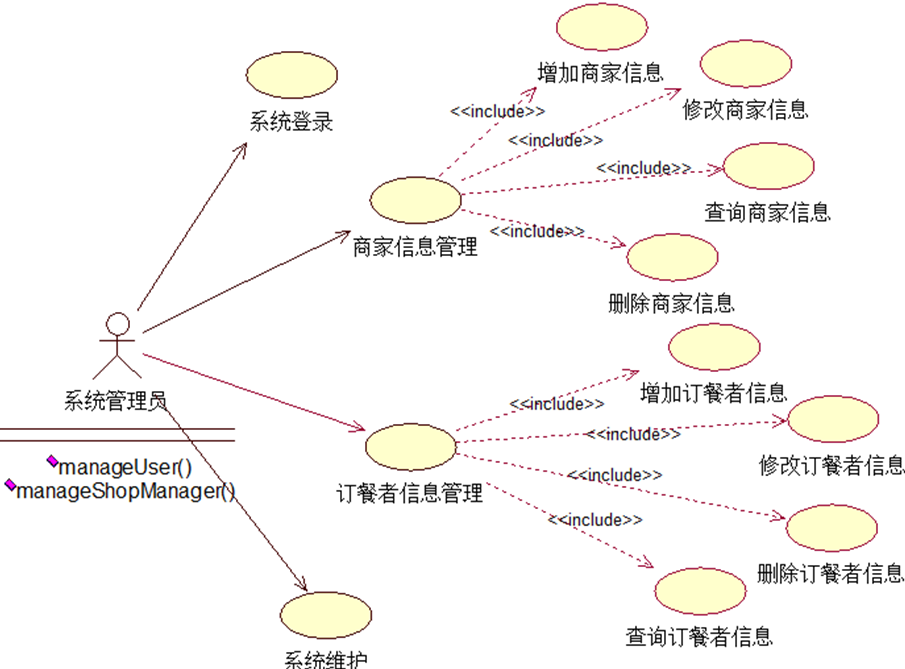 增加商家信息
修改商家信息
<<include>>
系统登录
<<include>>
<<include>>
查询商家信息
<<include>>
商家信息管理
删除商家信息
系统管理员
增加订餐者信息
<<include>>
<<include>>
修改订餐者信息
manageUser()
<<include>>
manageShopManager()
订餐者信息管理
<<include>>
删除订餐者信息
查询订餐者信息
系统维护